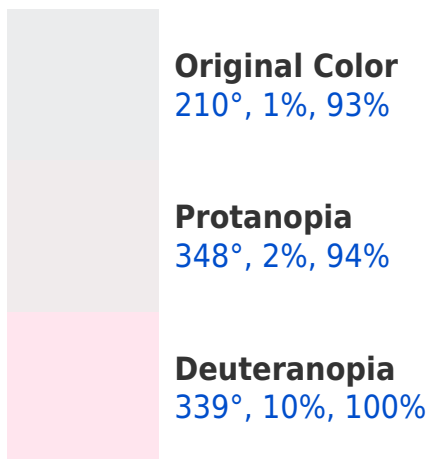 Original Color
210°, 1%, 93%
Protanopia
348°, 2%, 94%
Deuteranopia
339°, 10%, 100%